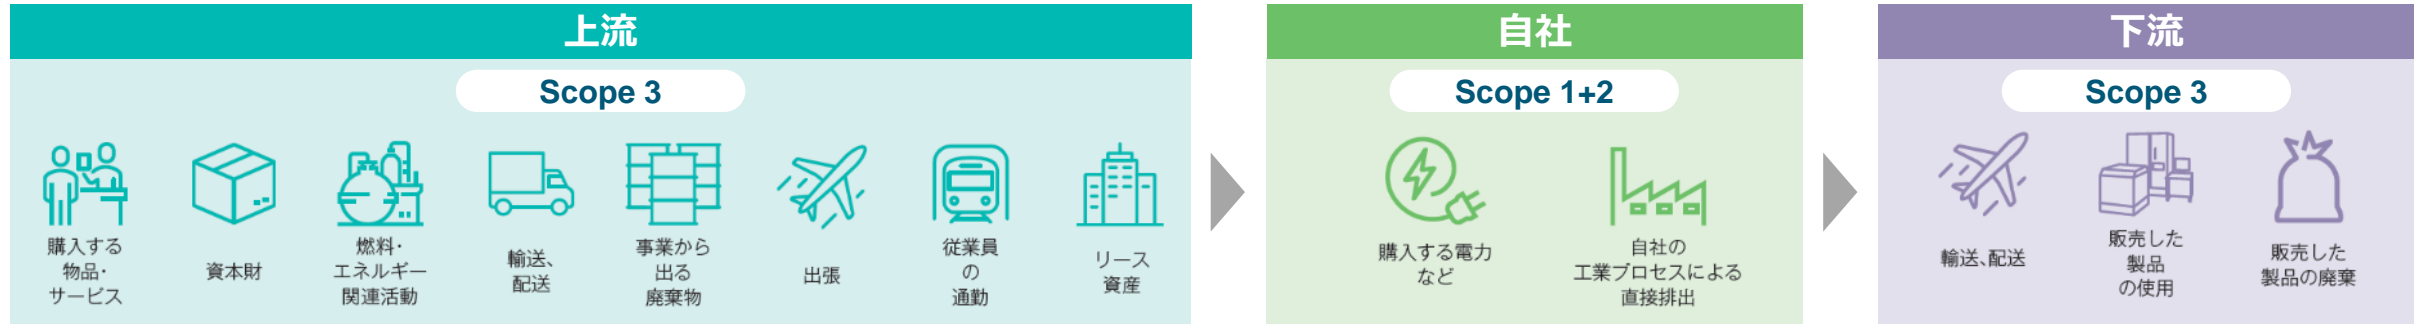 上流
Scope 3
購入する
物品・
サービス
資本財
燃料・
エネルギー
関連活動
輸送、
配送
事業から
出る
廃棄物
出張
従業員
の
通勤
リース
資産
自社
Scope 1+2
購入する電力
など
自社の
工業プロセスによる
直接排出
下流
Scope 3
輸送、配送
販売した
製品
の使用
販売した
製品の廃棄